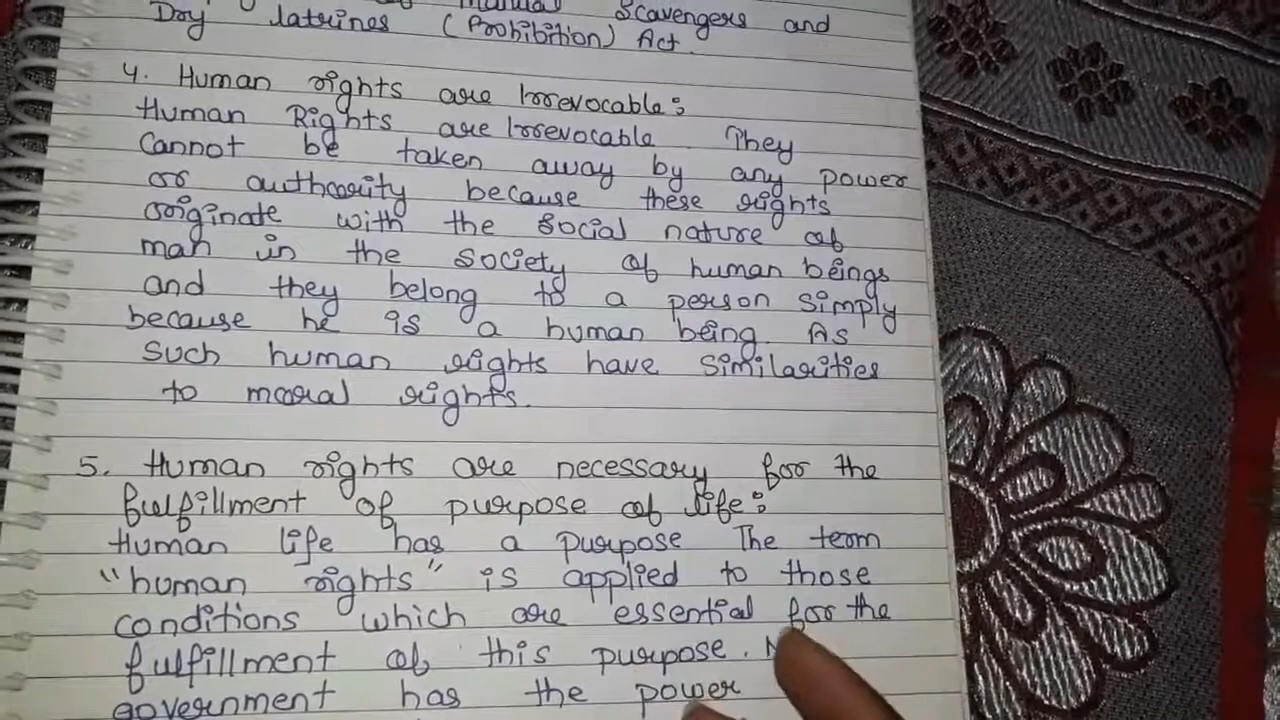 Manual Scavengers and
Dry latrines (Prohibition) Act.
4. Human rights are Irrevocable:
Human Rights are Irrevocable They
Cannot be taken away by any power
or authority because these rights
originate with the social nature of
man in the society of human beings
and they belong to a person simply
because he is a human being. As
Such human rights have similarities
to moral rights.
5. Human rights are necessary for the
fulfillment of purpose of life:
Human life has a purpose The term
"human rights" is applied to those
conditions which are essential for the
fulfillment of this purpose.
government has the power